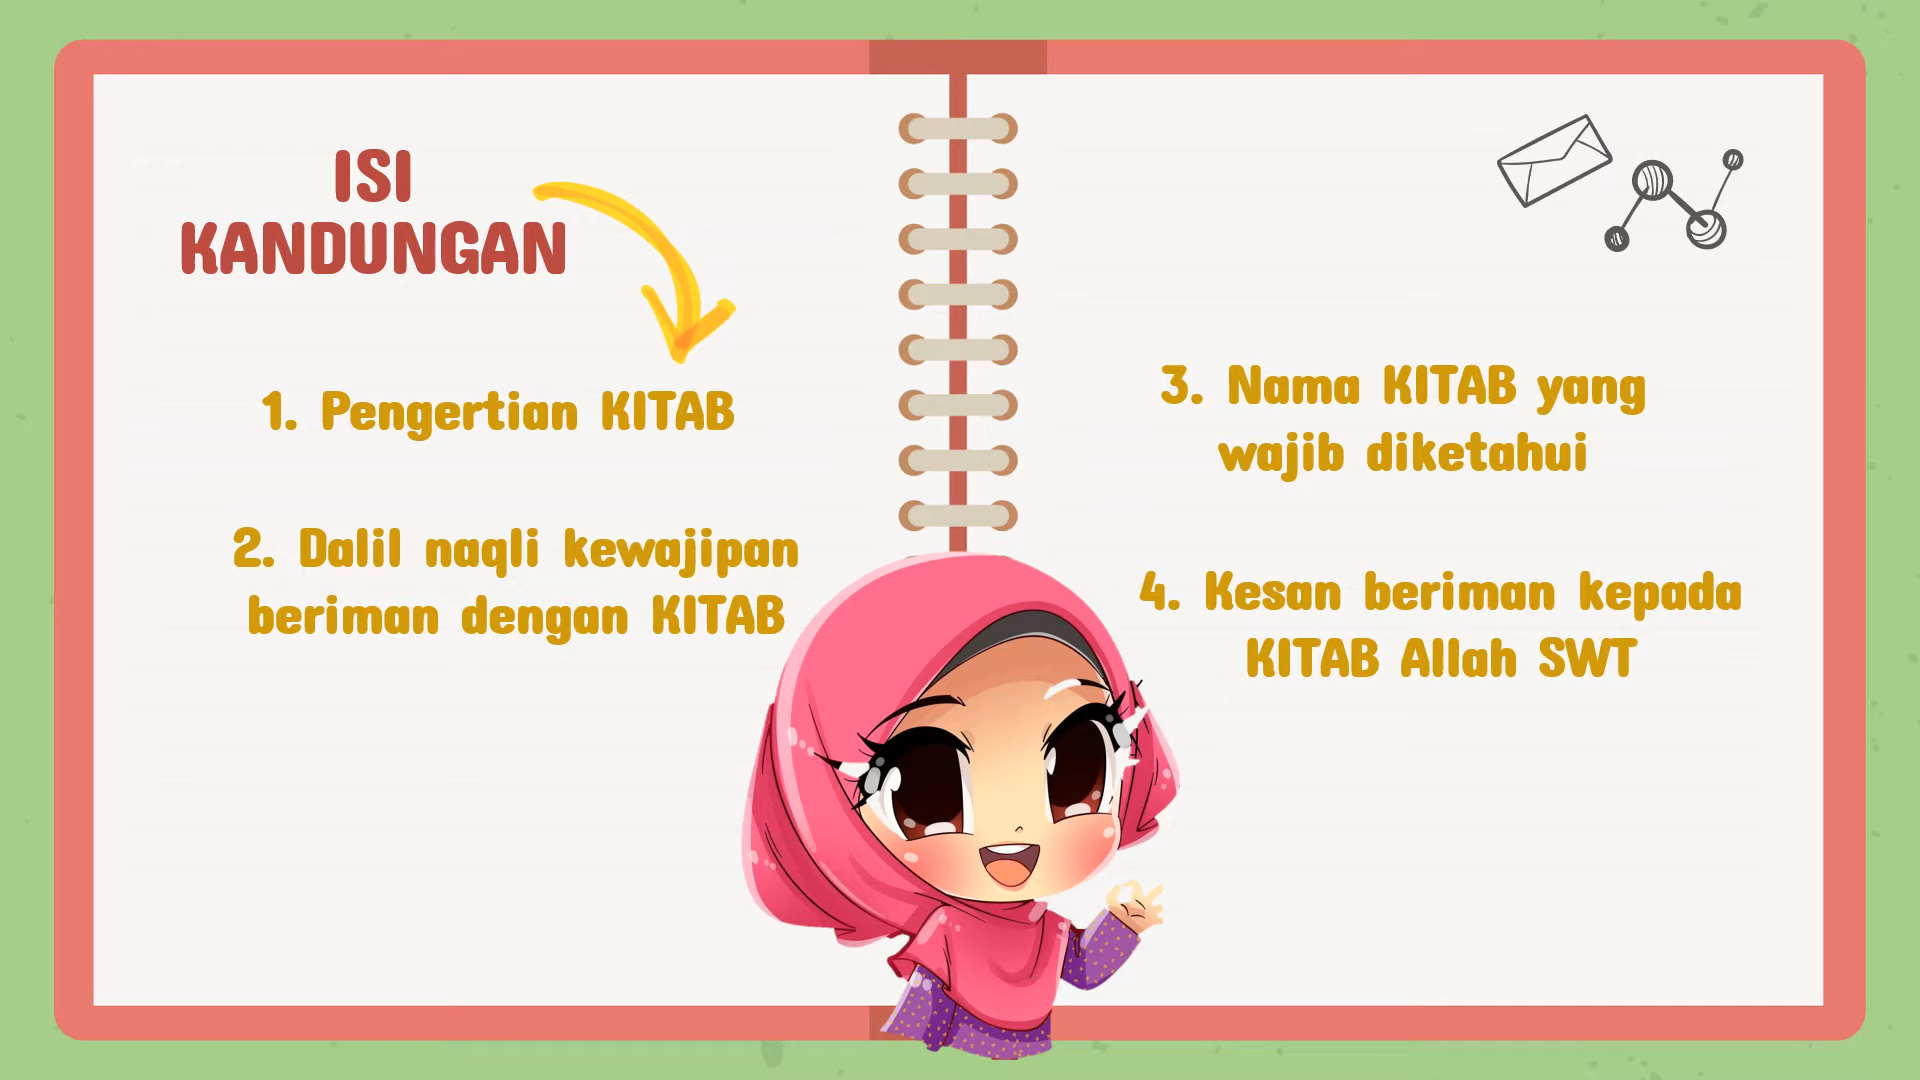 ISI
KANDUNGAN
1. Pengertian KITAB
2. Dalil naqli kewajipan
beriman dengan KITAB
3. Nama KITAB yang
wajib diketahui
4. Kesan beriman kepada
KITAB Allah SWT